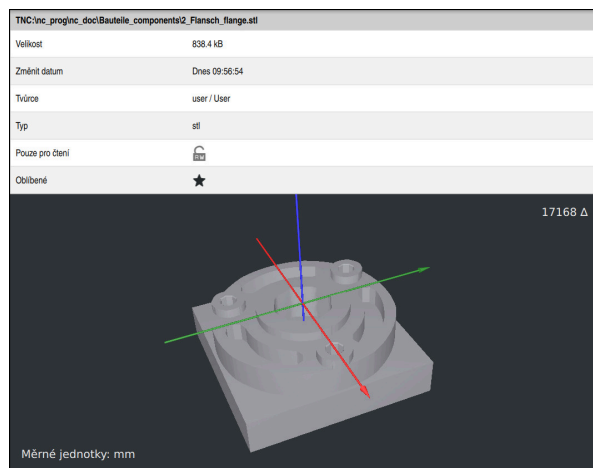 TNC:\nc_prog\nc_doc\Bauteile_components\2_Flansch_flange.stl
Velikost 838.4 kB
Změnit datum Dnes 09:56:54
Tvůrce user / User
Typ stl
Pouze pro čtení RW
Oblíbené
17168 Δ
Měrné jednotky: mm